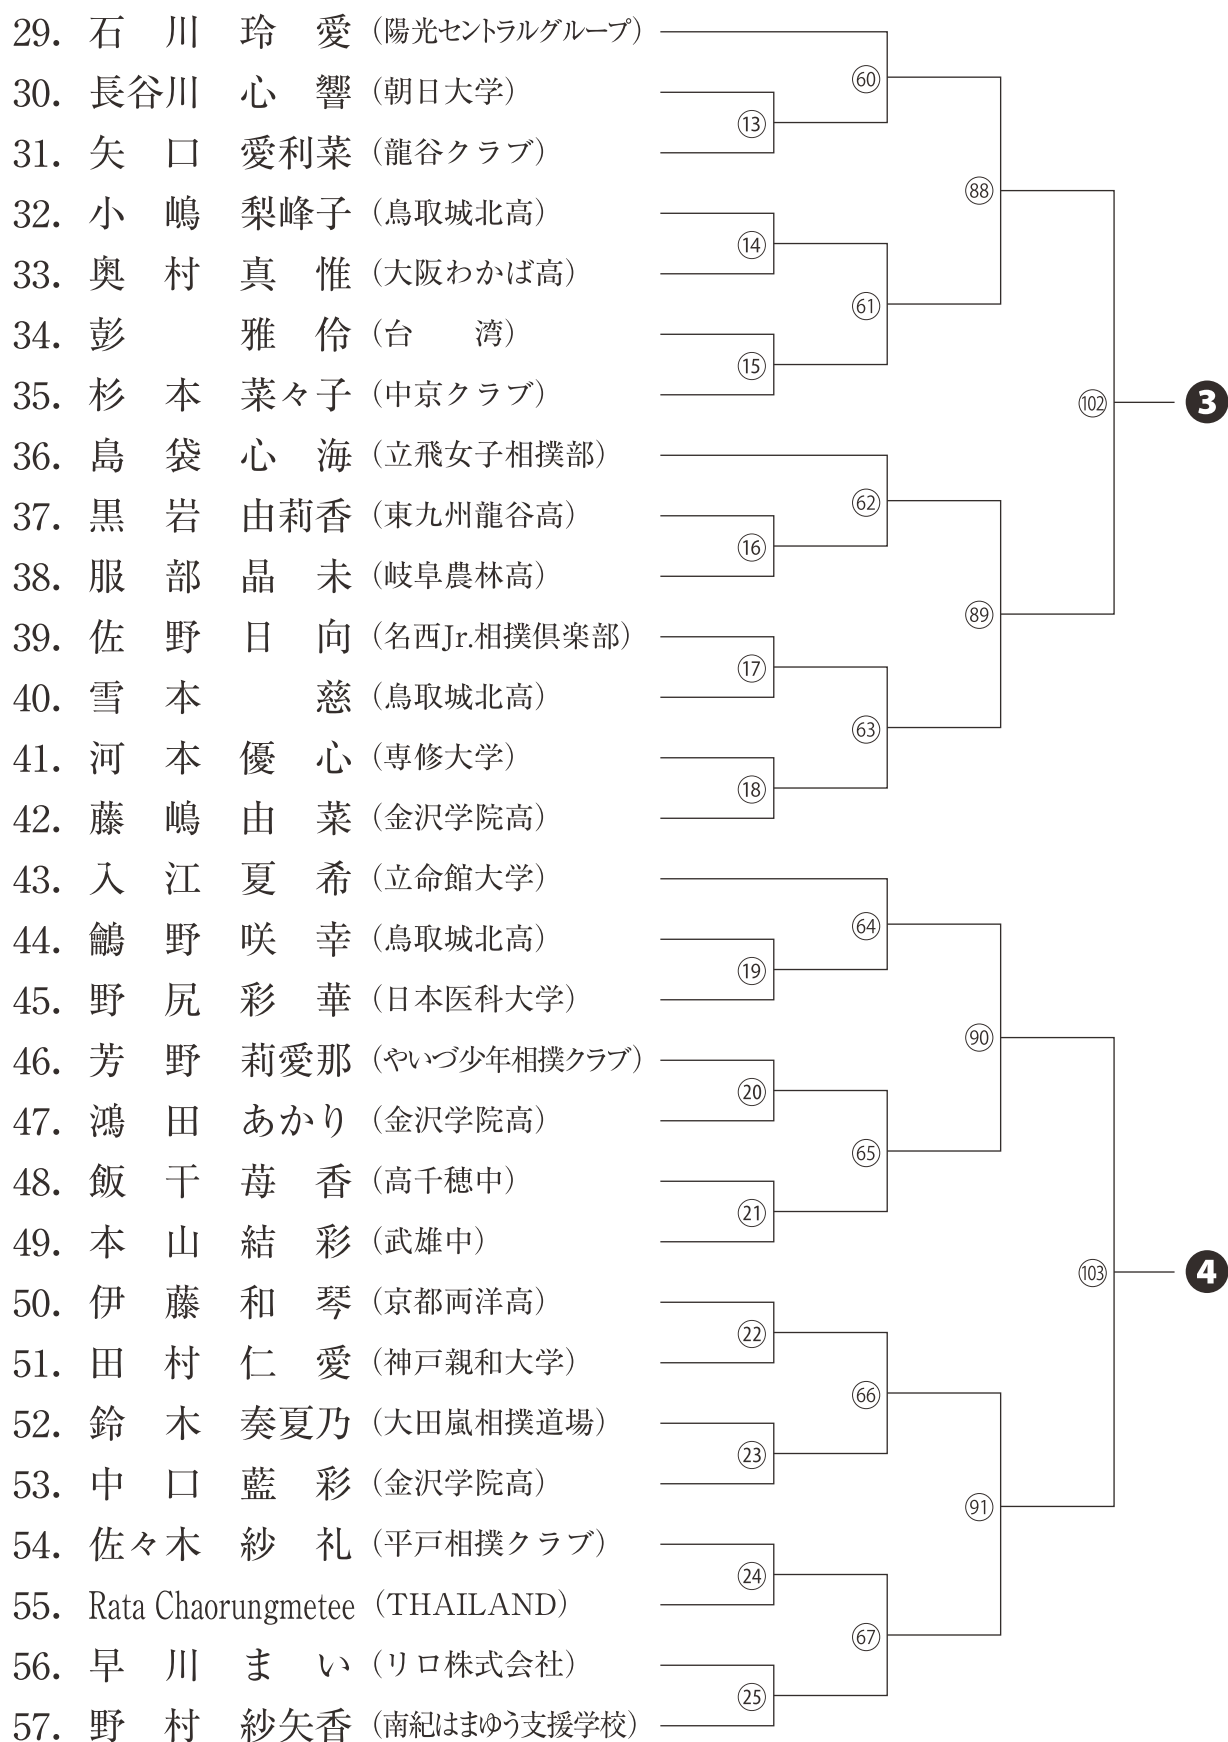 29. 石川玲愛（陽光セントラルグループ）
60
30. 長谷川心響（朝日大学）
13
31. 矢口愛利菜（龍谷クラブ）
88
32. 小嶋梨峰子（鳥取城北高）
14
33. 奥村真惟（大阪わかば高）
61
34. 彭雅伶（台湾）
15
35. 杉本菜々子（中京クラブ）
102 3
36. 島袋心海（立飛女子相撲部）
62
37. 黒岩由莉香（東九州龍谷高）
16
38. 服部晶未（岐阜農林高）
89
39. 佐野日向（名西Jr.相撲倶楽部）
17
40. 雪本慈（鳥取城北高）
63
41. 河本優心（専修大学）
18
42. 藤嶋由菜（金沢学院高）
43. 入江夏希（立命館大学）
64
44. 鵮野咲幸（鳥取城北高）
19
45. 野尻彩華（日本医科大学）
90
46. 芳野莉愛那（やいづ少年相撲クラブ）
20
47. 鴻田あかり（金沢学院高）
65
48. 飯干苺香（高千穂中）
21
49. 本山結彩（武雄中）
103 4
50. 伊藤和琴（京都両洋高）
22
51. 田村仁愛（神戸親和大学）
66
52. 鈴木奏夏乃（大田嵐相撲道場）
23
53. 中口藍彩（金沢学院高）
91
54. 佐々木紗礼（平戸相撲クラブ）
24
55. Rata Chaorungmetee（THAILAND）
67
56. 早川まい（リロ株式会社）
25
57. 野村紗矢香（南紀はまゆう支援学校）